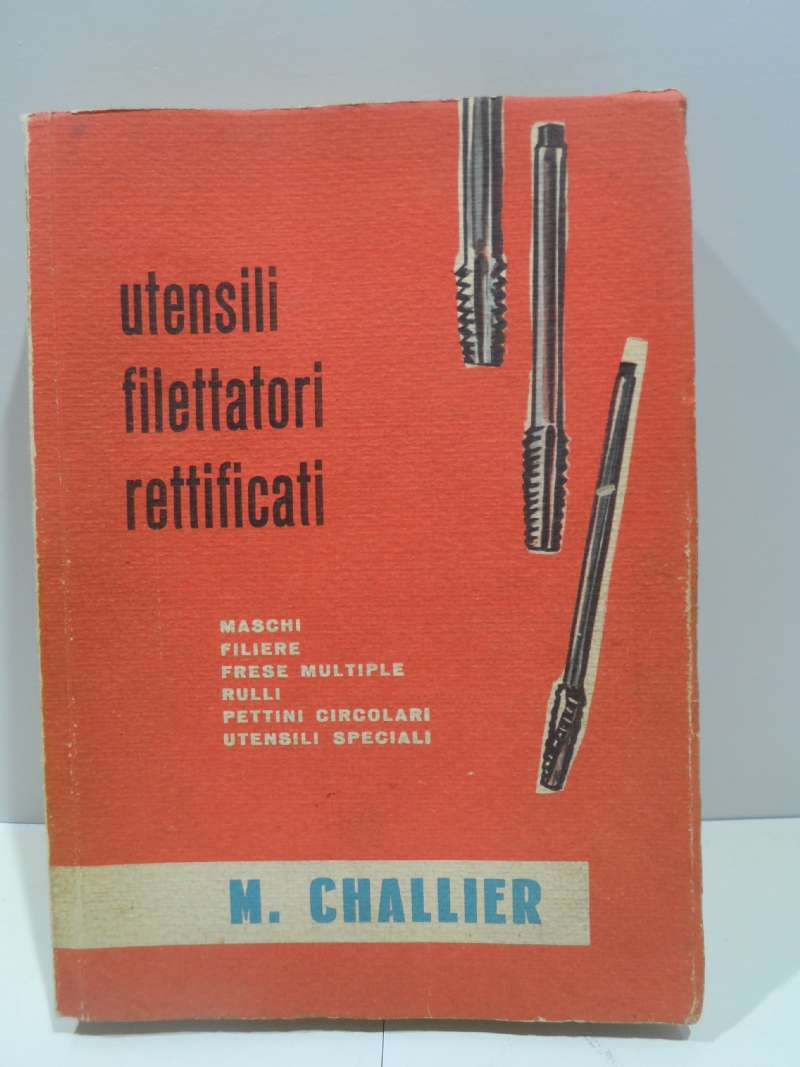 utensili
filettatori
rettificati
MASCHI
FILIERE
FRESE MULTIPLE
RULLI
PETTINI CIRCOLARI
UTENSILI SPECIALI
M. CHALLIER